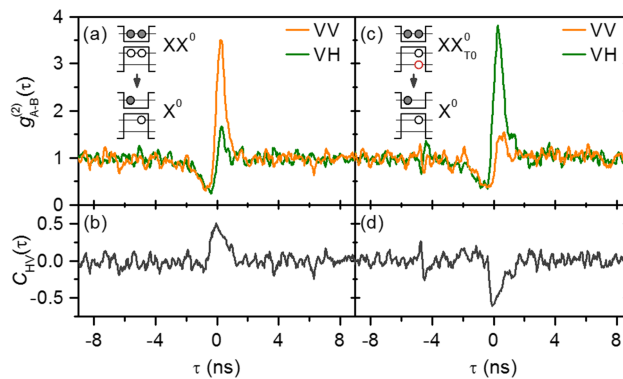 (a) XX⁰ VV VH
X⁰
(c) XX⁰T0 VV VH
X⁰
g⁽²⁾A-B(τ)
4
3
2
1
0
(b)
(d)
C_HV(τ)
0.5
0.0
-0.5
-8 -4 0 4 8 -8 -4 0 4 8
τ (ns) τ (ns)